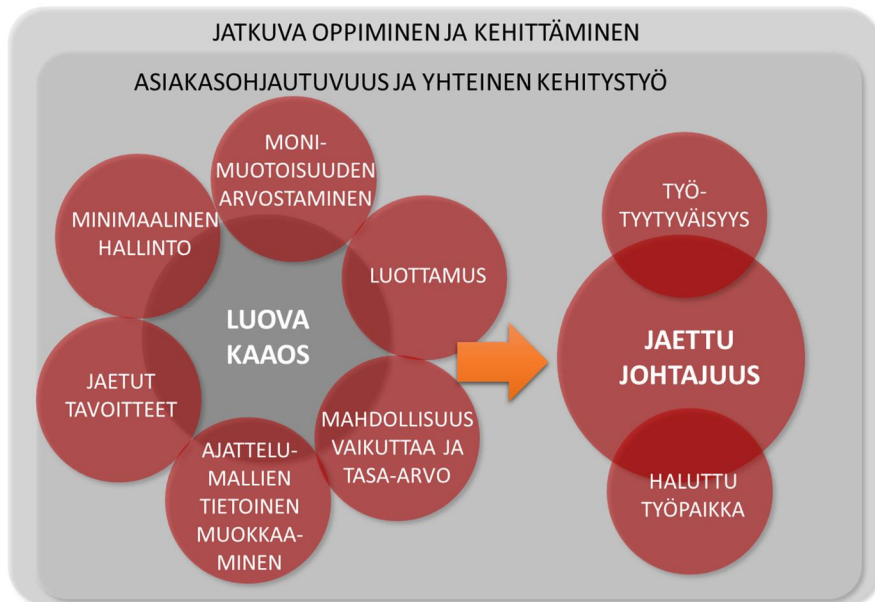 JATKUVA OPPIMINEN JA KEHITTÄMINEN
ASIAKASOHJAUTUVUUS JA YHTEINEN KEHITYSTYÖ
MONI-
MUOTOISUUDEN
ARVOSTAMINEN
MINIMAALINEN
HALLINTO
LUOTTAMUS
LUOVA
KAAOS
JAETUT
TAVOITTEET
MAHDOLLISUUS
VAIKUTTAA JA
TASA-ARVO
AJATTELU-
MALLIEN
TIETOINEN
MUOKKAA-
MINEN
TYÖ-
TYYTYVÄISYYS
JAETTU
JOHTAJUUS
HALUTTU
TYÖPAIKKA